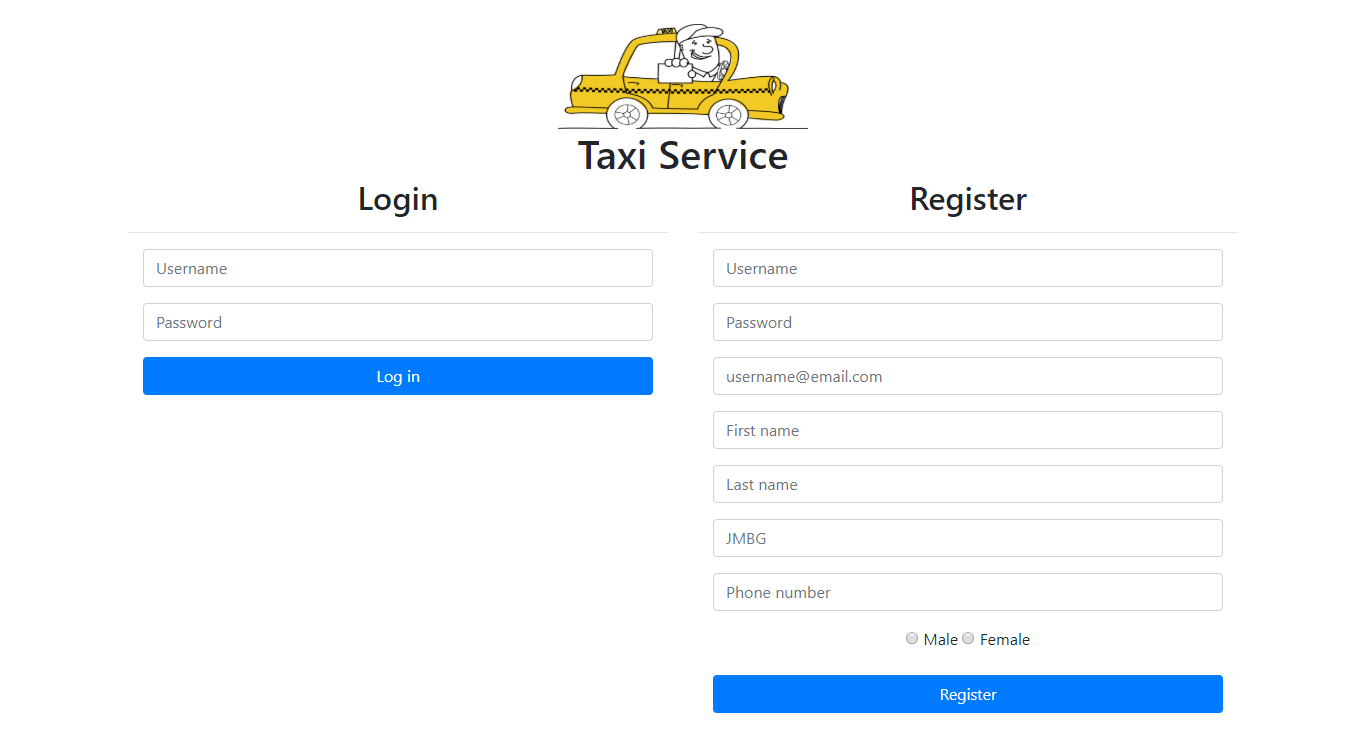 Taxi Service
Login
Username
Password
Log in
Register
Username
Password
username@email.com
First name
Last name
JMBG
Phone number
Male Female
Register